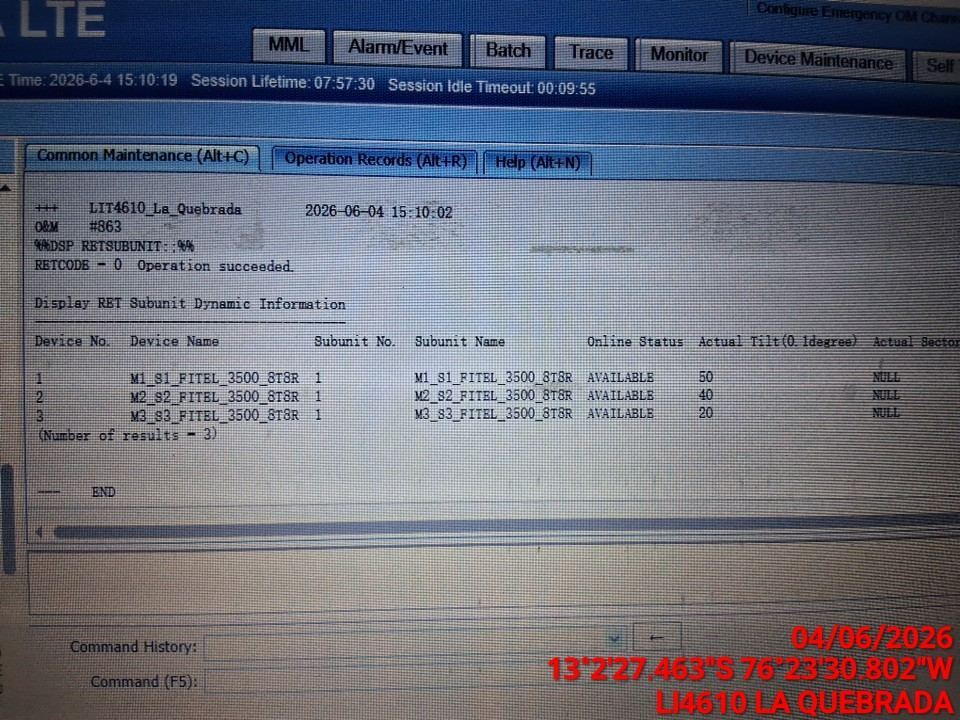 LTE
Configure Emergency OM
MML Alarm/Event Batch Trace Monitor Device Maintenance Self
Time: 2026-6-4 15:10:19 Session Lifetime: 07:57:30 Session Idle Timeout: 00:09:55
Common Maintenance (Alt+C) Operation Records (Alt+R) Help (Alt+N)
+++ LIT4610_La_Quebrada 2026-06-04 15:10:02
O&M #863
%%DSP RETSUBUNIT:;%%
RETCODE = 0 Operation succeeded.
Display RET Subunit Dynamic Information
Device No. Device Name Subunit No. Subunit Name Online Status Actual Tilt(0.1degree) Actual Sector
1 M1_S1_FITEL_3500_8T8R 1 M1_S1_FITEL_3500_8T8R AVAILABLE 50 NULL
2 M2_S2_FITEL_3500_8T8R 1 M2_S2_FITEL_3500_8T8R AVAILABLE 40 NULL
3 M3_S3_FITEL_3500_8T8R 1 M3_S3_FITEL_3500_8T8R AVAILABLE 20 NULL
(Number of results = 3)
--- END
Command History:
Command (F5):
04/06/2026
13°2'27.463"S 76°23'30.802"W
LI4610 LA QUEBRADA